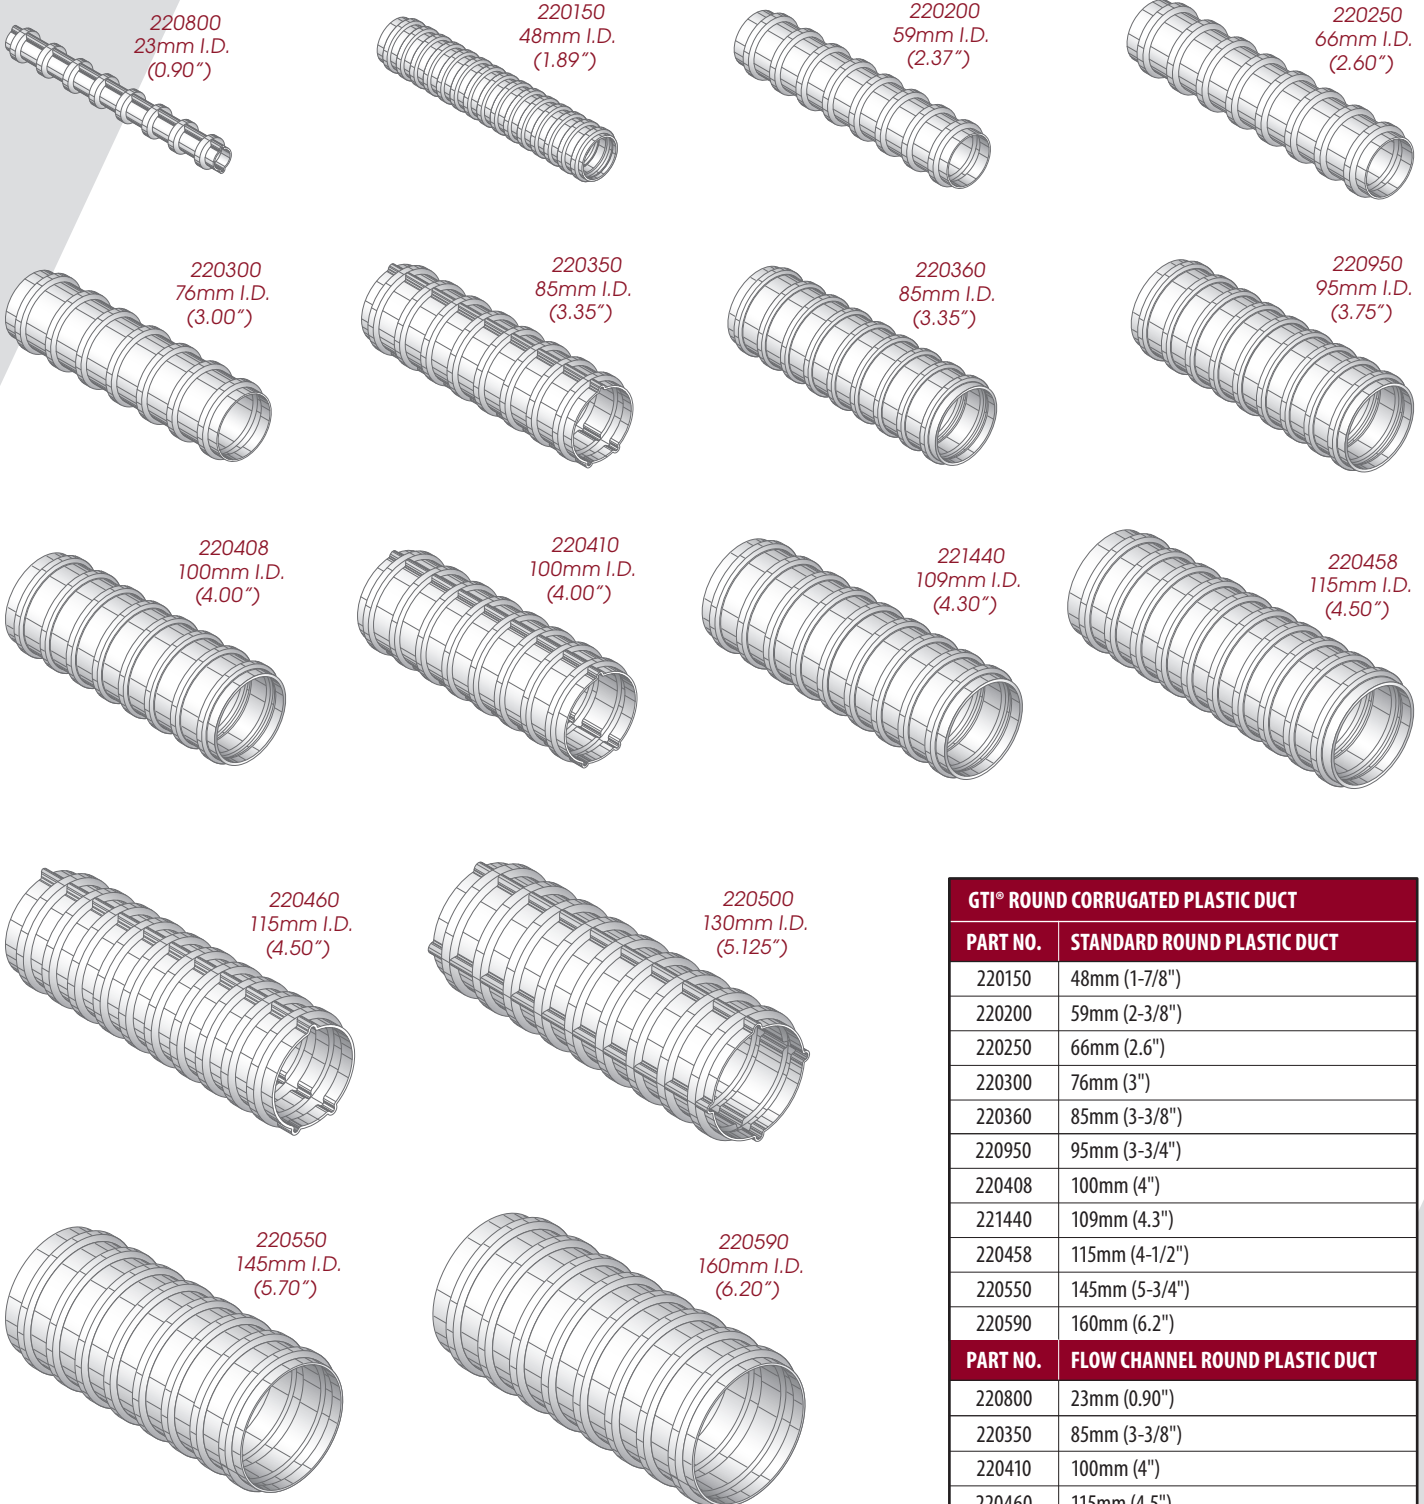 220800
23mm I.D.
(0.90")
220150
48mm I.D.
(1.89")
220200
59mm I.D.
(2.37")
220250
66mm I.D.
(2.60")
220300
76mm I.D.
(3.00")
220350
85mm I.D.
(3.35")
220360
85mm I.D.
(3.35")
220950
95mm I.D.
(3.75")
220408
100mm I.D.
(4.00")
220410
100mm I.D.
(4.00")
221440
109mm I.D.
(4.30")
220458
115mm I.D.
(4.50")
220460
115mm I.D.
(4.50")
220500
130mm I.D.
(5.125")
220550
145mm I.D.
(5.70")
220590
160mm I.D.
(6.20")
GTI® ROUND CORRUGATED PLASTIC DUCT
PART NO. STANDARD ROUND PLASTIC DUCT
220150 48mm (1-7/8")
220200 59mm (2-3/8")
220250 66mm (2.6")
220300 76mm (3")
220360 85mm (3-3/8")
220950 95mm (3-3/4")
220408 100mm (4")
221440 109mm (4.3")
220458 115mm (4-1/2")
220550 145mm (5-3/4")
220590 160mm (6.2")
PART NO. FLOW CHANNEL ROUND PLASTIC DUCT
220800 23mm (0.90")
220350 85mm (3-3/8")
220410 100mm (4")
220460 115mm (4.5")